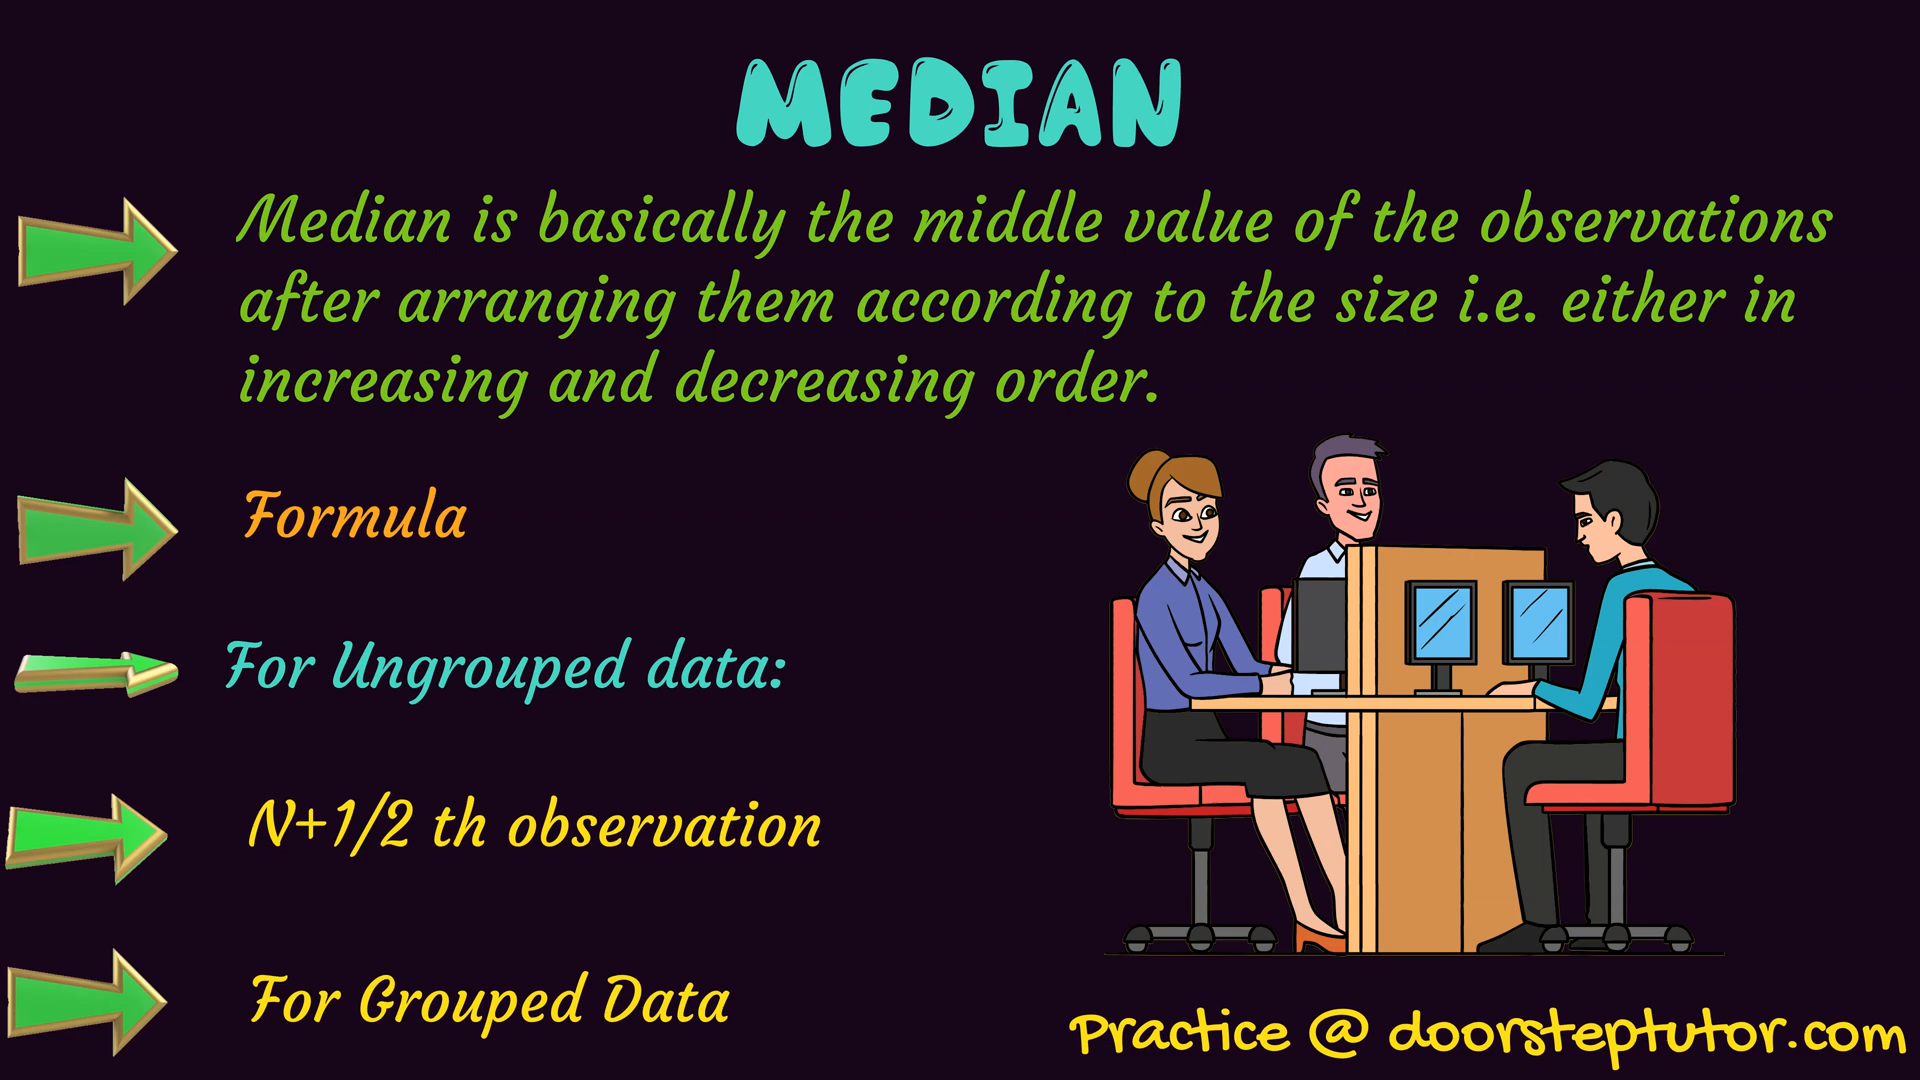 MEDIAN
Median is basically the middle value of the observations
after arranging them according to the size i.e. either in
increasing and decreasing order.
Formula
For Ungrouped data:
N+1/2 th observation
For Grouped Data
Practice @ doorsteptutor.com